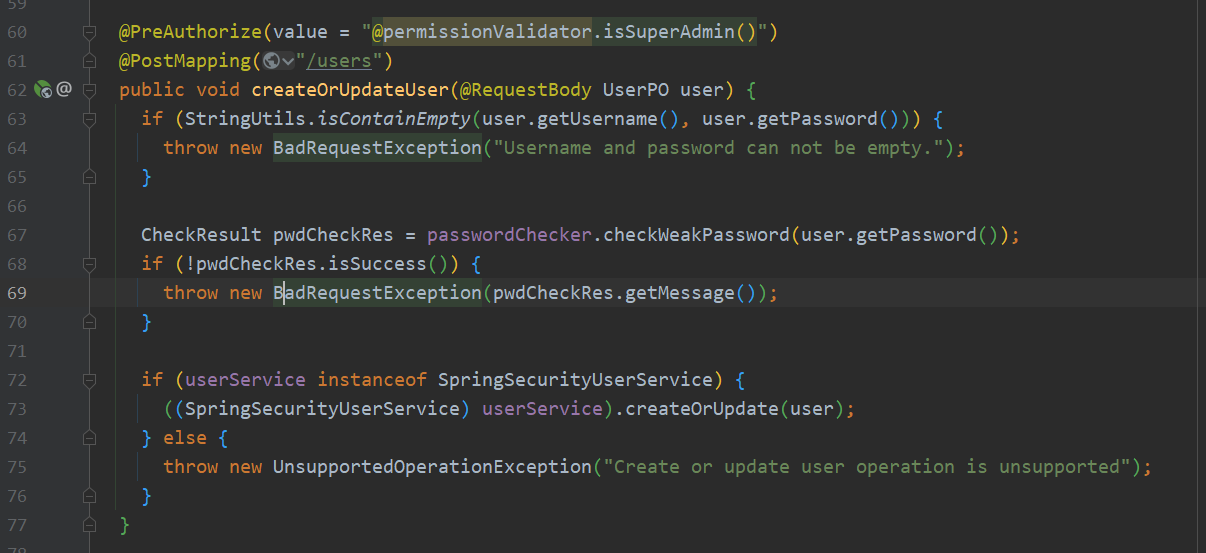 59
60 @PreAuthorize(value = "@permissionValidator.isSuperAdmin()")
61 @PostMapping("/users")
62 @ public void createOrUpdateUser(@RequestBody UserPO user) {
63 if (StringUtils.isContainEmpty(user.getUsername(), user.getPassword())) {
64 throw new BadRequestException("Username and password can not be empty.");
65 }
66
67 CheckResult pwdCheckRes = passwordChecker.checkWeakPassword(user.getPassword());
68 if (!pwdCheckRes.isSuccess()) {
69 throw new BadRequestException(pwdCheckRes.getMessage());
70 }
71
72 if (userService instanceof SpringSecurityUserService) {
73 ((SpringSecurityUserService) userService).createOrUpdate(user);
74 } else {
75 throw new UnsupportedOperationException("Create or update user operation is unsupported");
76 }
77 }
78